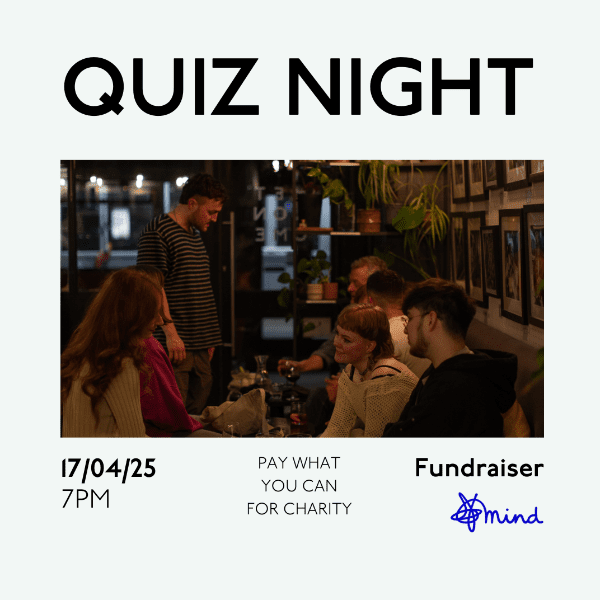 QUIZ NIGHT
17/04/25
7PM
PAY WHAT
YOU CAN
FOR CHARITY
Fundraiser
mind